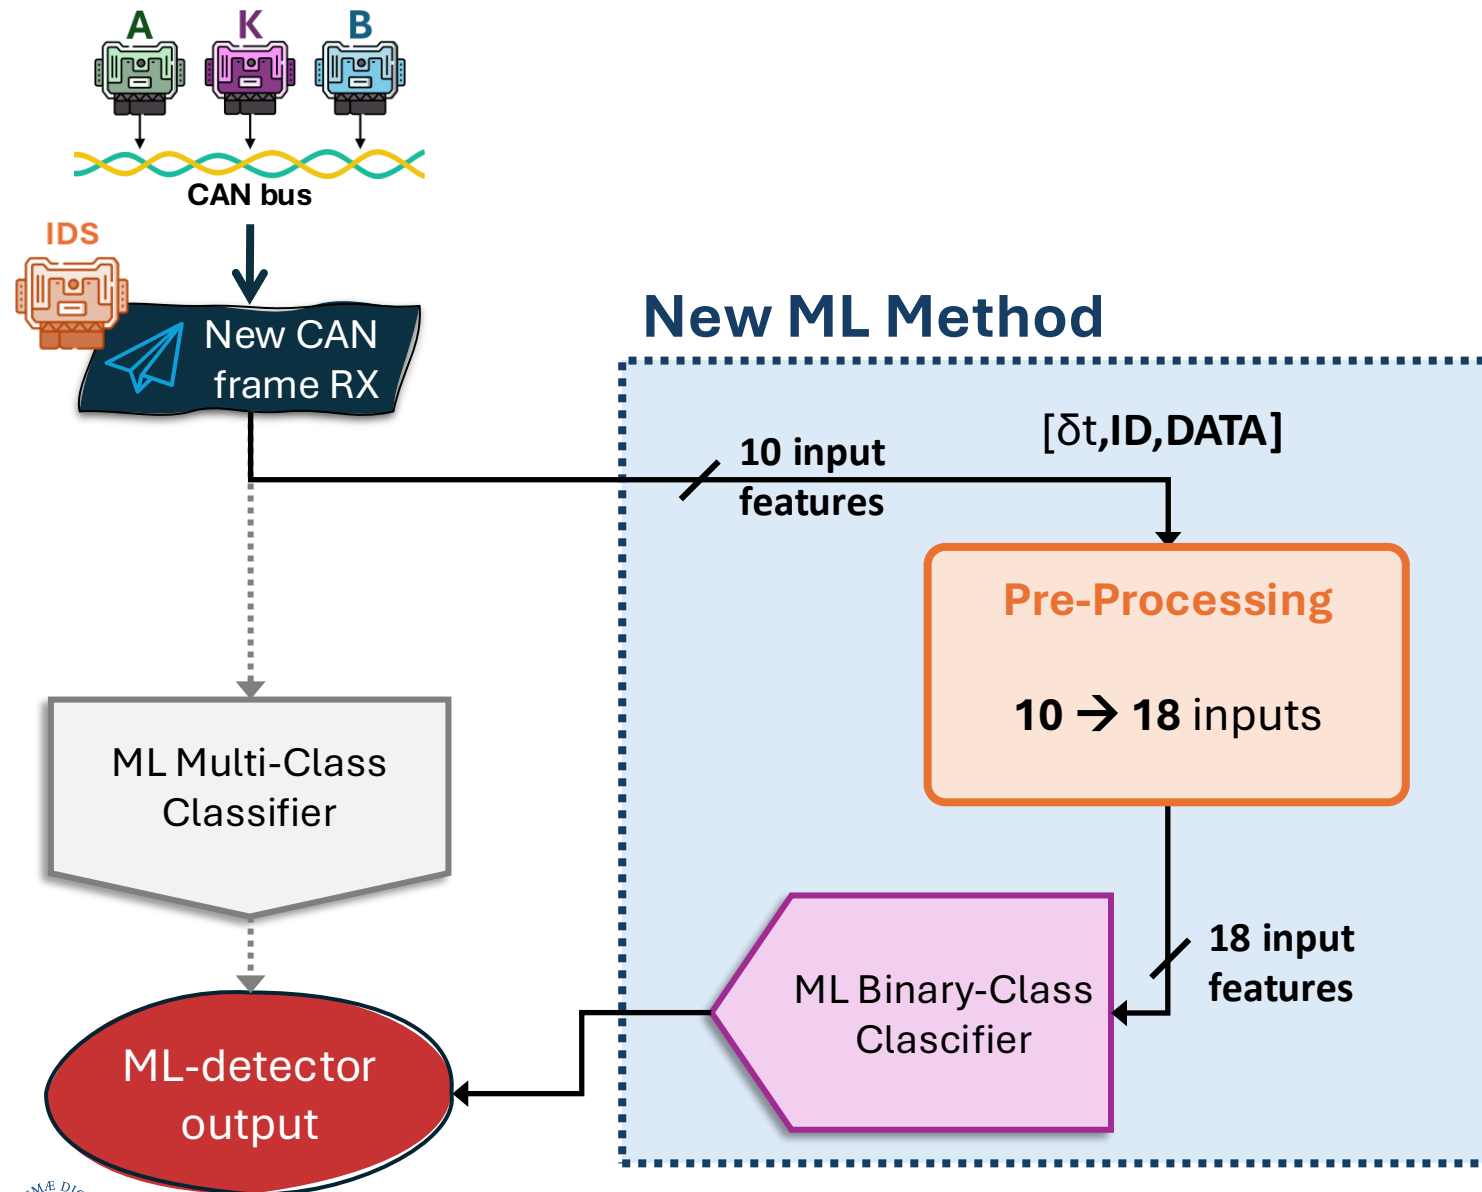 A K B
CAN bus
IDS
New CAN
frame RX
New ML Method
[δt,ID,DATA]
10 input
features
Pre-Processing
10 → 18 inputs
ML Multi-Class
Classifier
18 input
features
ML Binary-Class
Clascifier
ML-detector
output